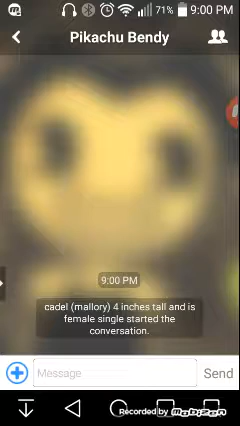 71% 9:00 PM
Pikachu Bendy
9:00 PM
cadel (mallory) 4 inches tall and is
female single started the
conversation.
Message
Send
Recorded by mobizen